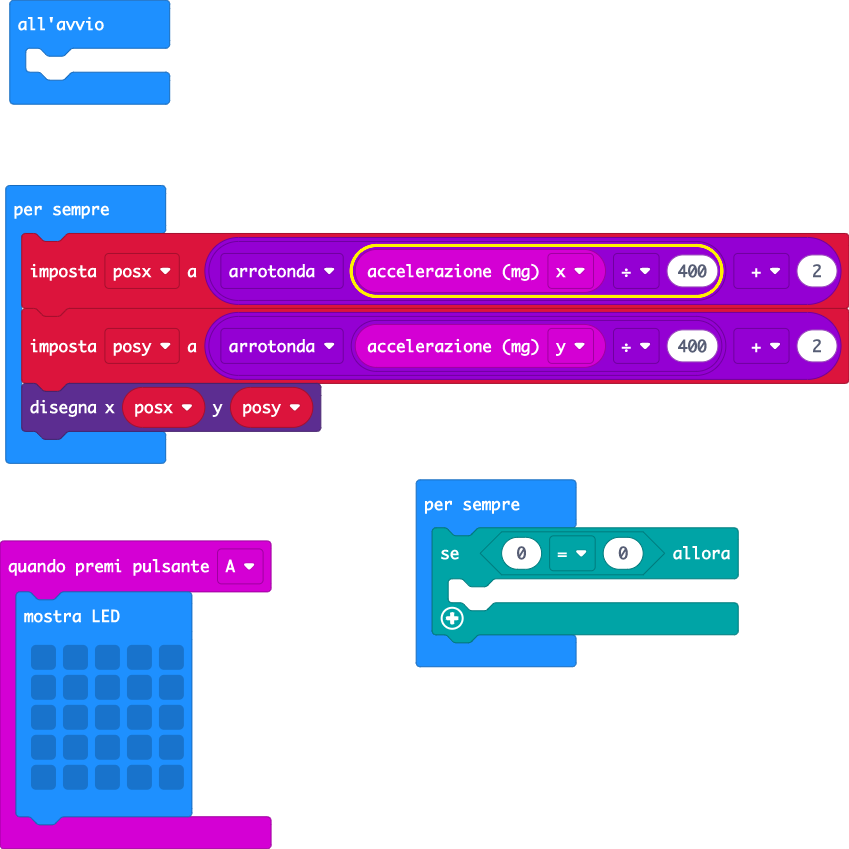 all'avvio
per sempre
imposta posx a arrotonda accelerazione (mg) x ÷ 400 + 2
imposta posy a arrotonda accelerazione (mg) y ÷ 400 + 2
disegna x posx y posy
per sempre
se 0 = 0 allora
quando premi pulsante A
mostra LED